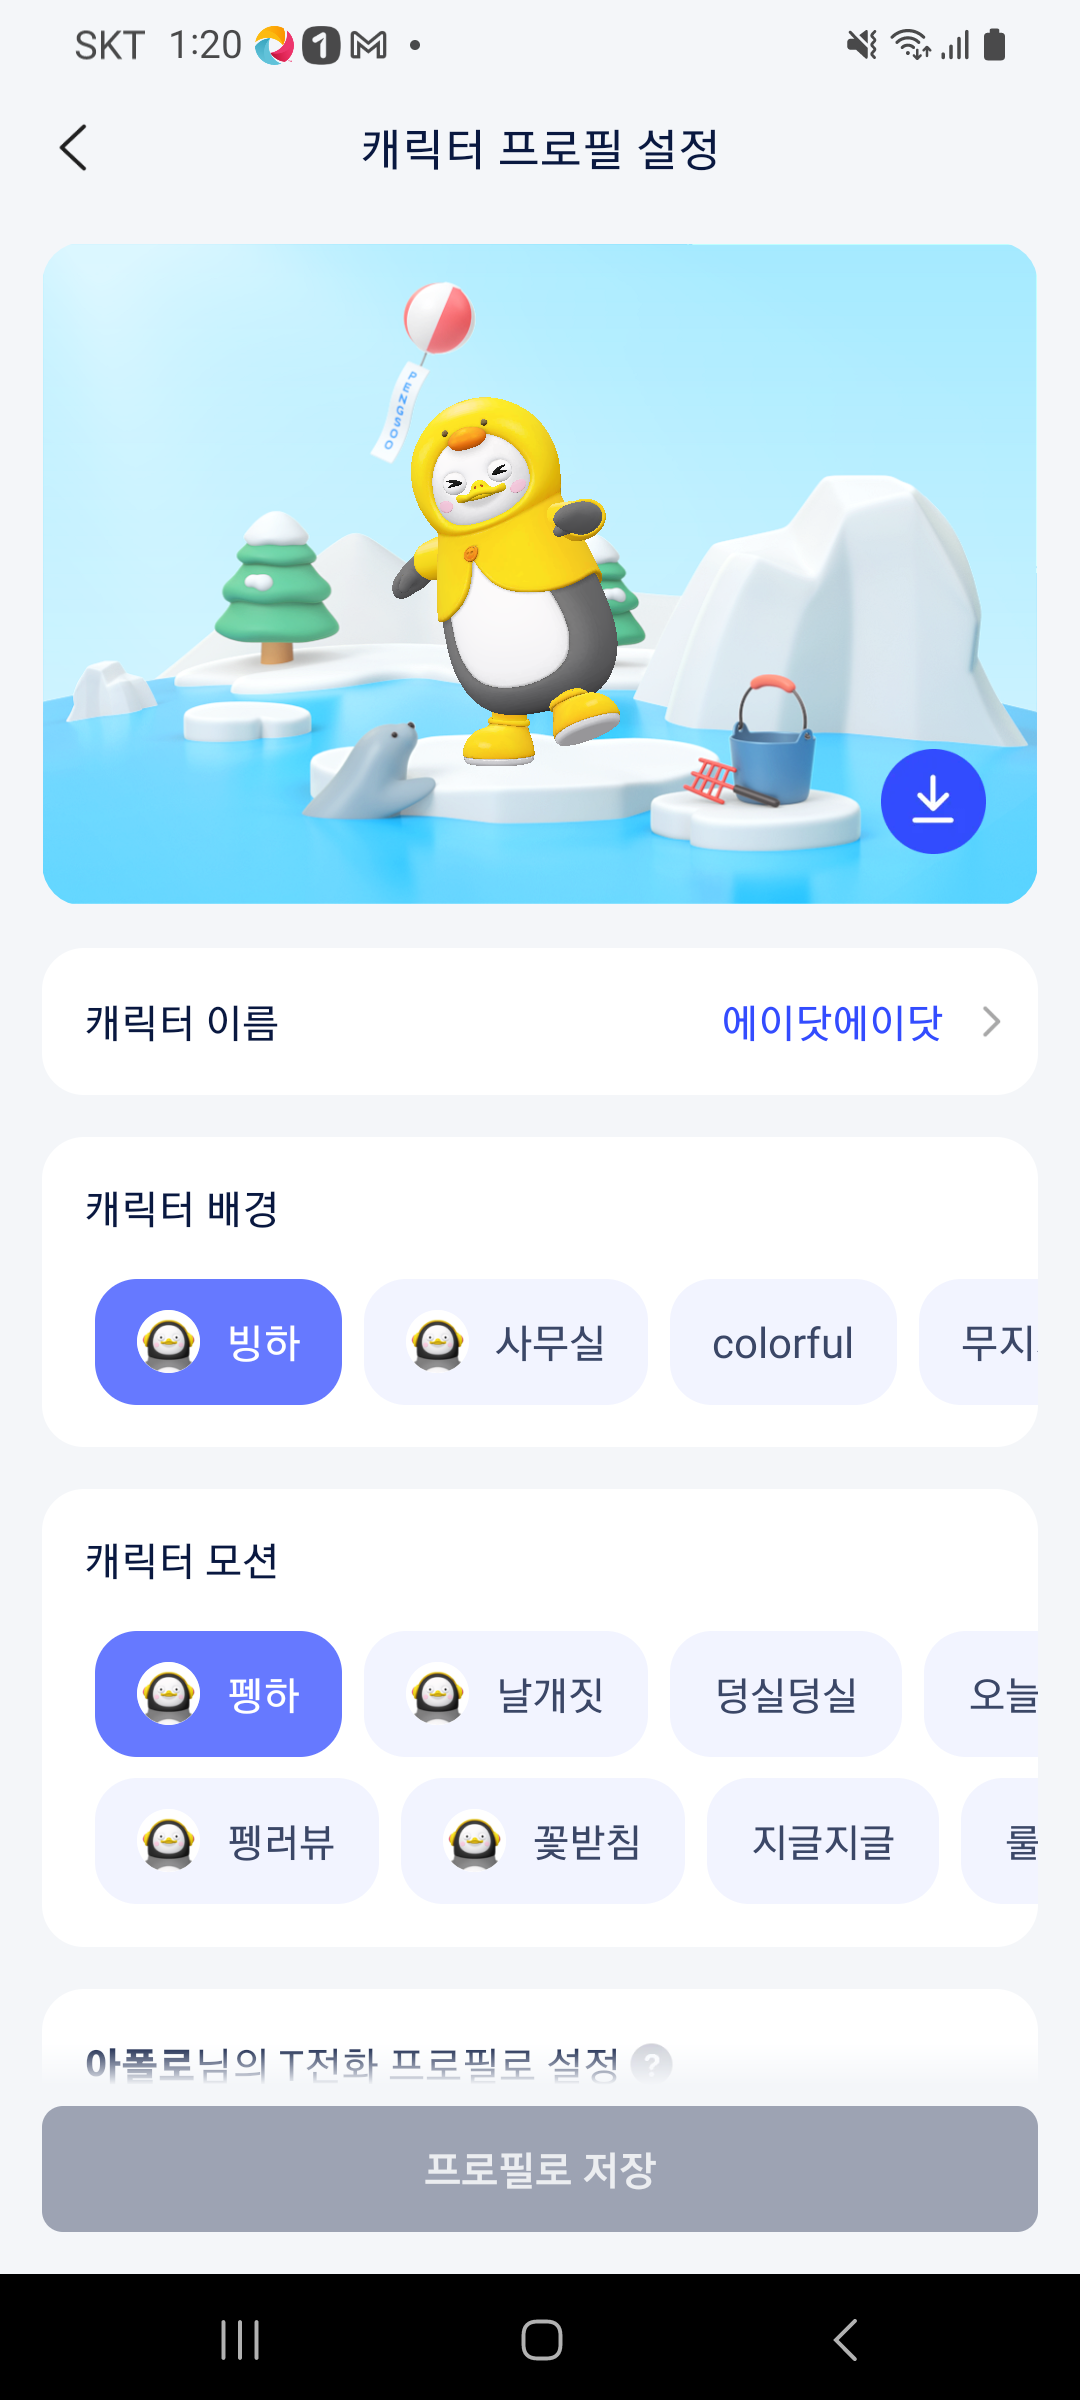 SKT 1:20
캐릭터 프로필 설정
PENGSOO
캐릭터 이름 에이닷에이닷
캐릭터 배경
빙하 사무실 colorful 무지
캐릭터 모션
펭하 날개짓 덩실덩실 오늘
펭러뷰 꽃받침 지글지글 룰
아폴로님의 T전화 프로필로 설정 ?
프로필로 저장